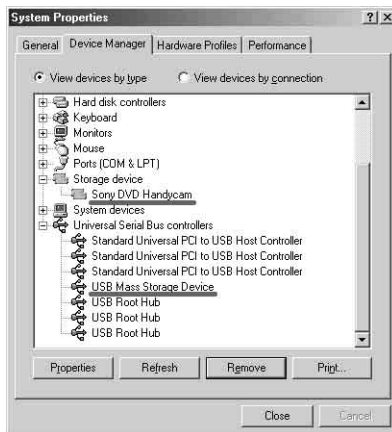 System Properties
General Device Manager Hardware Profiles Performance
View devices by type View devices by connection
Hard disk controllers
Keyboard
Monitors
Mouse
Ports (COM & LPT)
Storage device
Sony DVD Handycam
System devices
Universal Serial Bus controllers
Standard Universal PCI to USB Host Controller
Standard Universal PCI to USB Host Controller
Standard Universal PCI to USB Host Controller
USB Mass Storage Device
USB Root Hub
USB Root Hub
USB Root Hub
Properties Refresh Remove Print...
Close Cancel